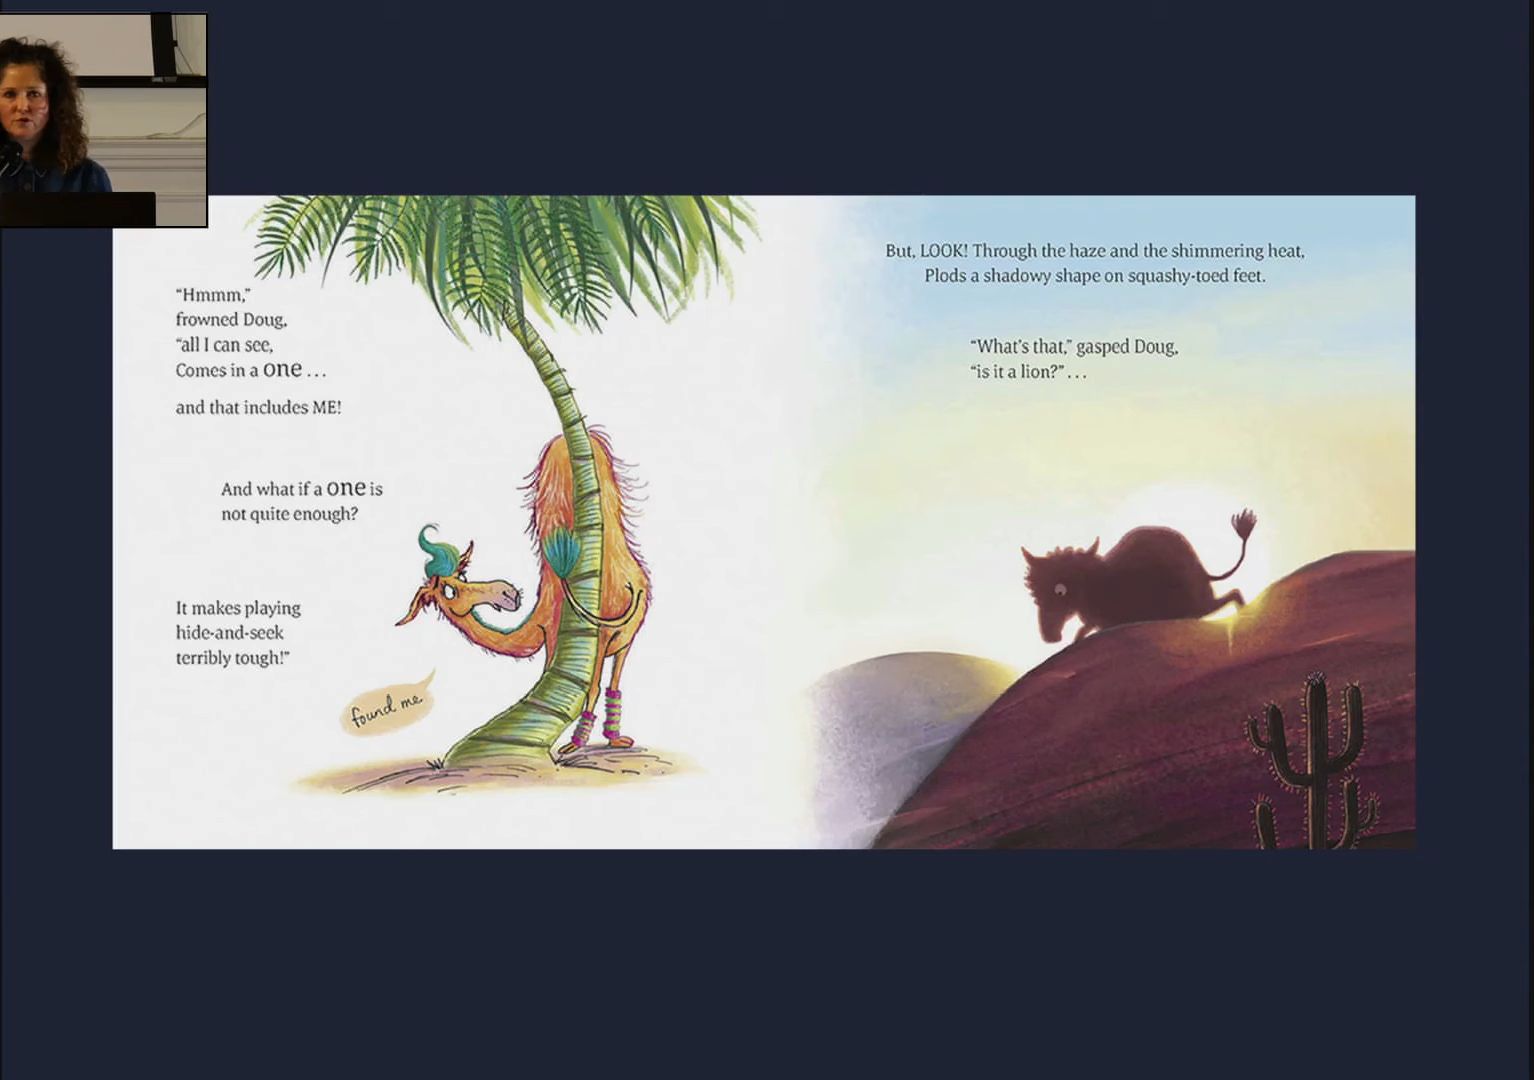 “Hmmm,”
frowned Doug,
“all I can see,
Comes in a one . . .
and that includes ME!
And what if a one is
not quite enough?
It makes playing
hide-and-seek
terribly tough!”
found me
But, LOOK! Through the haze and the shimmering heat,
Plods a shadowy shape on squashy-toed feet.
“What’s that,” gasped Doug,
“is it a lion?” . . .